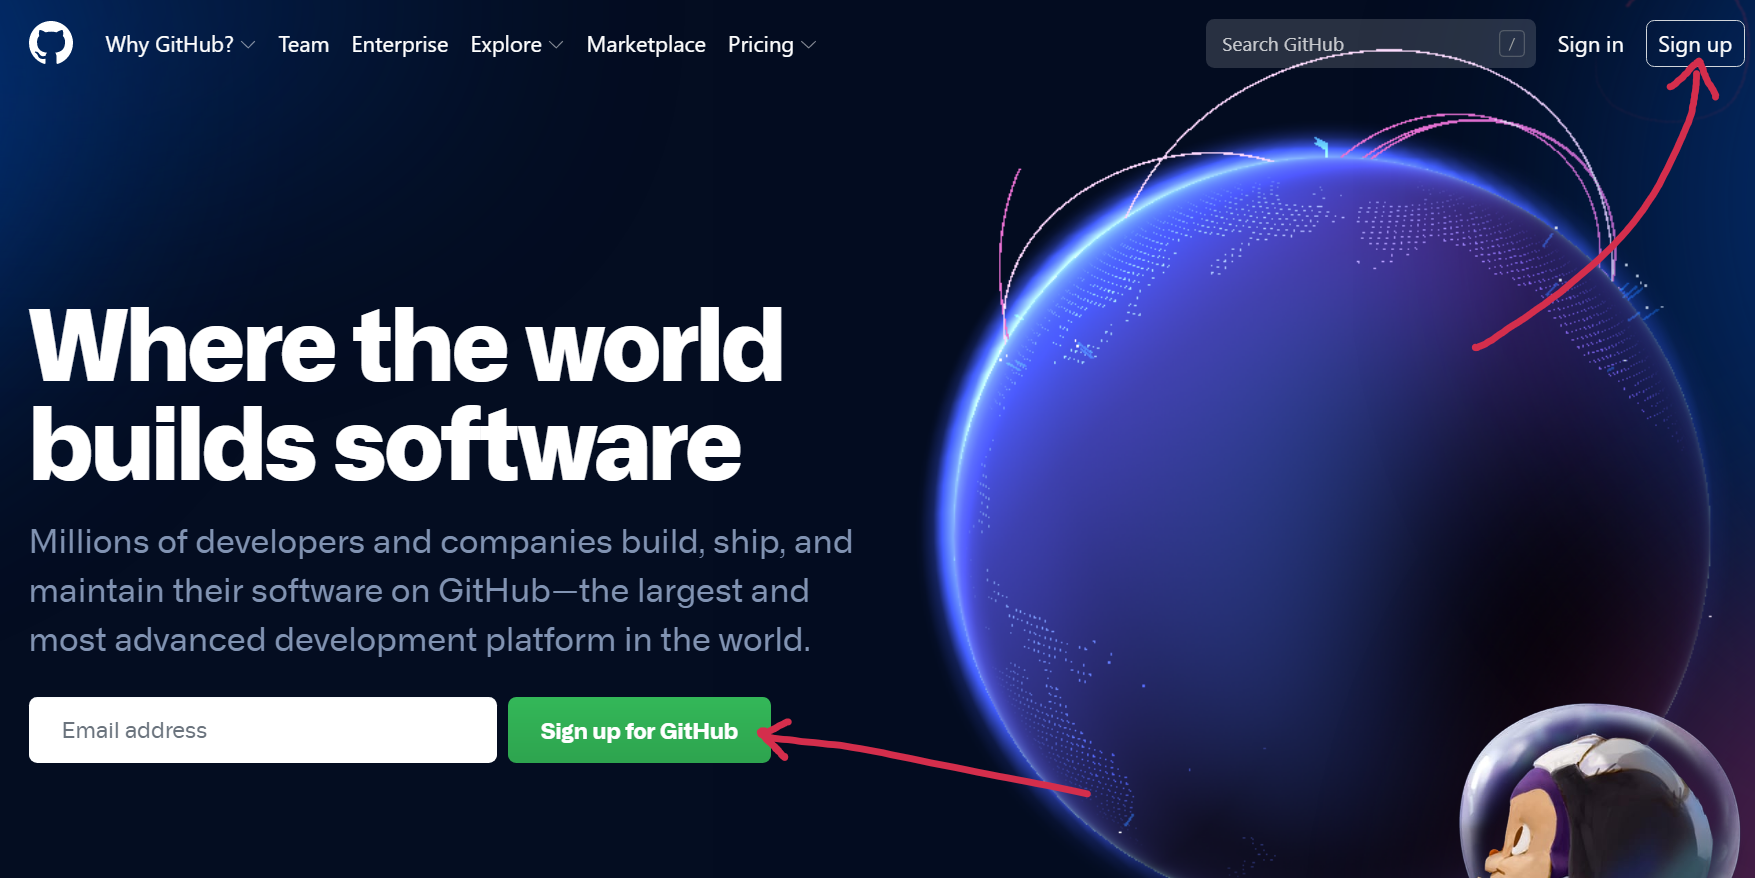 Why GitHub? Team Enterprise Explore Marketplace Pricing Search GitHub / Sign in Sign up
Where the world
builds software
Millions of developers and companies build, ship, and
maintain their software on GitHub—the largest and
most advanced development platform in the world.
Email address Sign up for GitHub